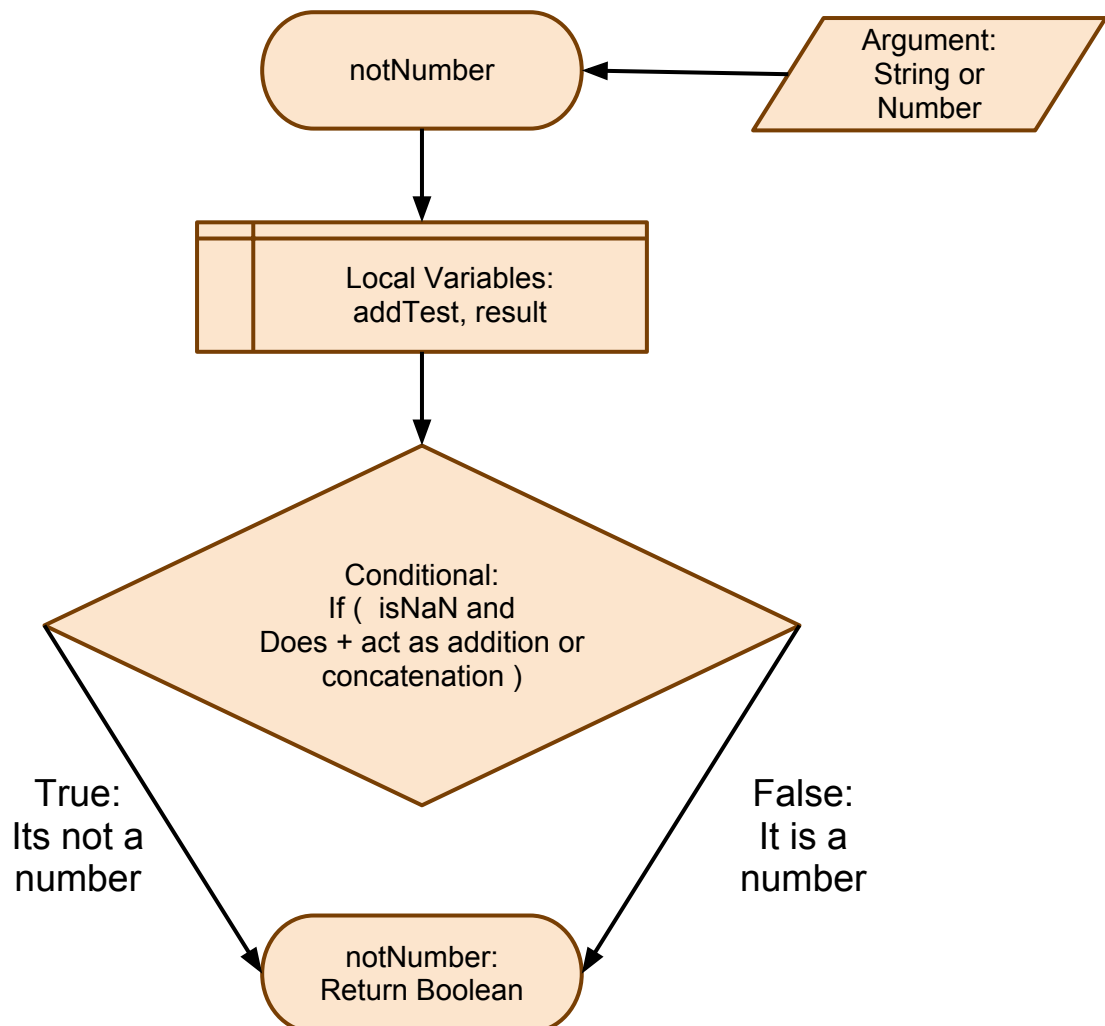 notNumber
Argument:
String or
Number
Local Variables:
addTest, result
Conditional:
If (  isNaN and
Does + act as addition or
concatenation )
True:
Its not a
number
False:
It is a
number
notNumber:
Return Boolean